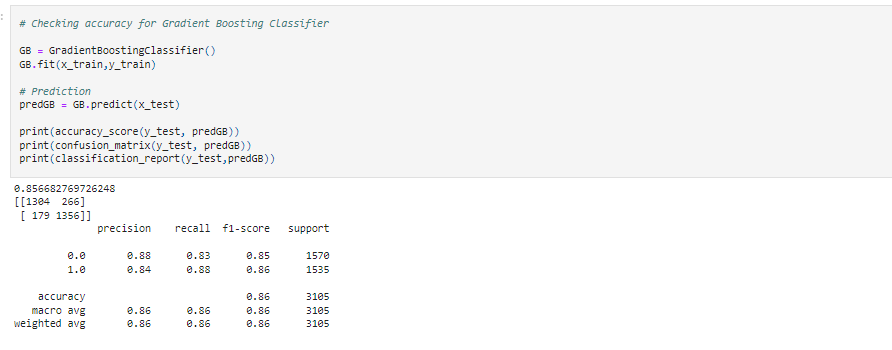 # Checking accuracy for Gradient Boosting Classifier
GB = GradientBoostingClassifier()
GB.fit(x_train,y_train)
# Prediction
predGB = GB.predict(x_test)
print(accuracy_score(y_test, predGB))
print(confusion_matrix(y_test, predGB))
print(classification_report(y_test,predGB))
0.856682769726248
[[1304  266]
 [ 179 1356]]
precision    recall  f1-score   support
0.0       0.88      0.83      0.85      1570
1.0       0.84      0.88      0.86      1535
accuracy                           0.86      3105
macro avg       0.86      0.86      0.86      3105
weighted avg       0.86      0.86      0.86      3105